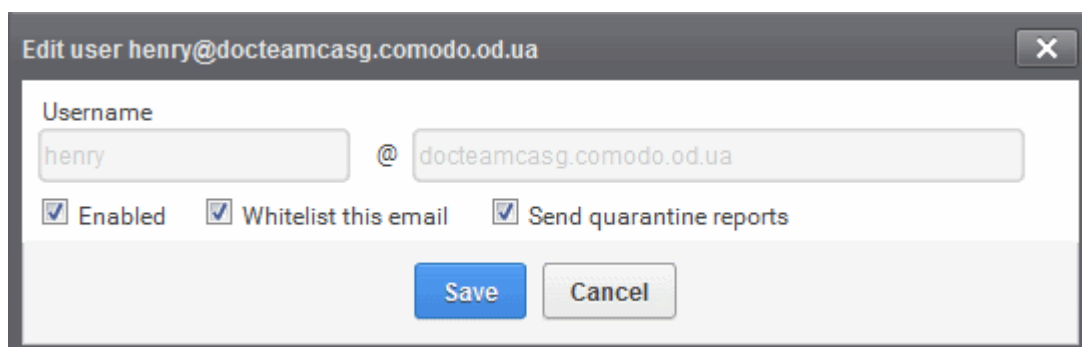 Edit user henry@docteamcasg.comodo.od.ua
Username
henry @ docteamcasg.comodo.od.ua
Enabled Whitelist this email Send quarantine reports
Save Cancel